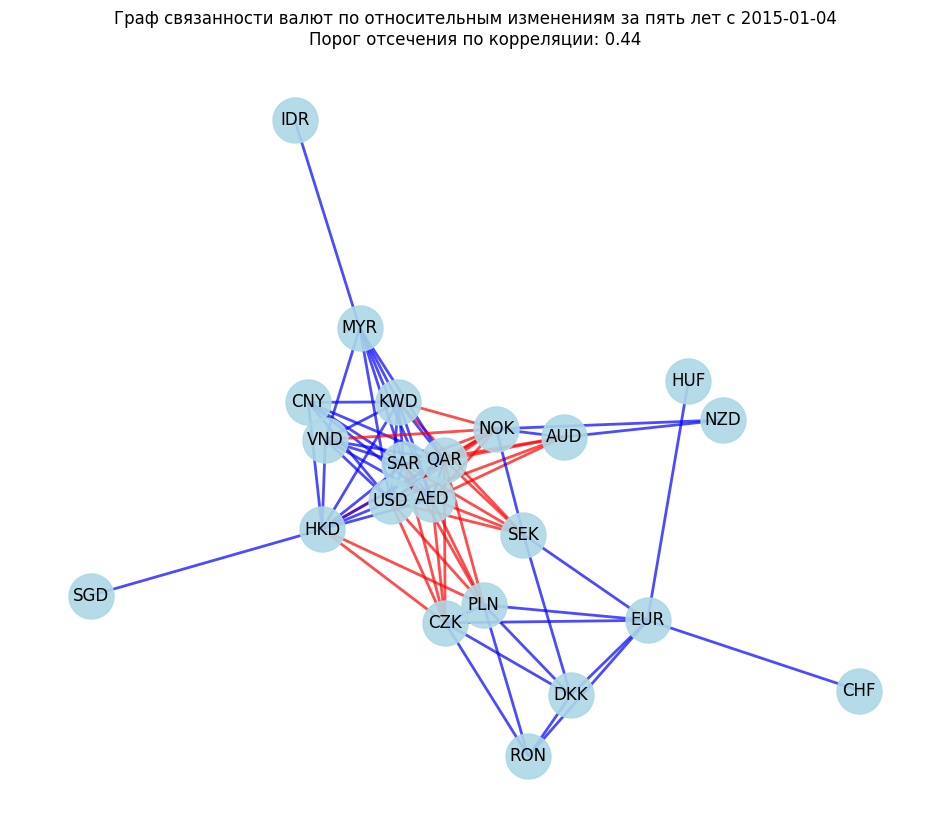 Граф связанности валют по относительным изменениям за пять лет с 2015-01-04
Порог отсечения по корреляции: 0.44
IDR
MYR
HUF
CNY
KWD
NZD
NOK
VND
AUD
QAR
SAR
AED
USD
HKD
SEK
SGD
PLN
CZK
EUR
CHF
DKK
RON